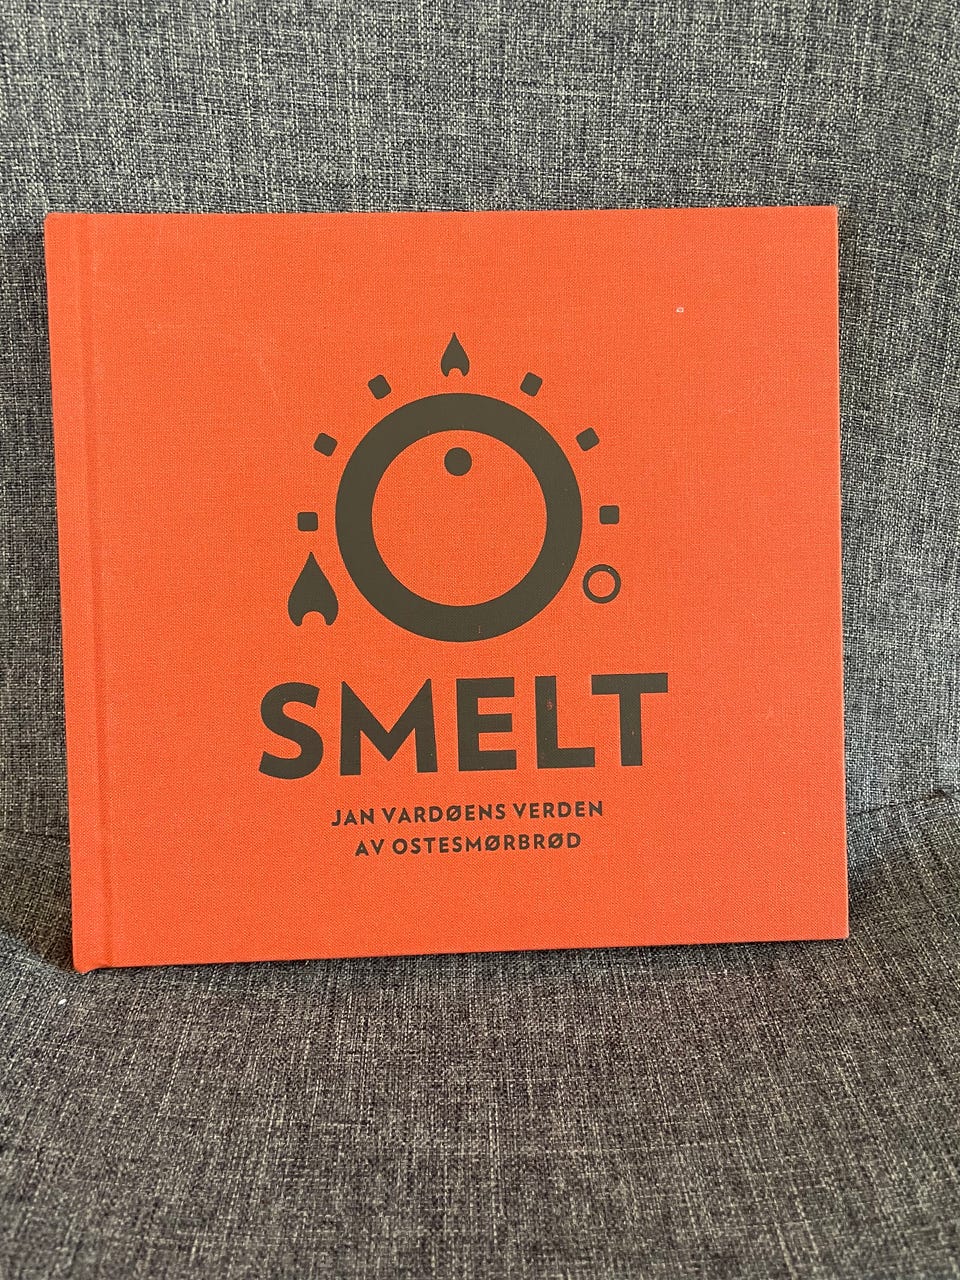 SMELT
JAN VARDØENS VERDEN
AV OSTESMØRBRØD